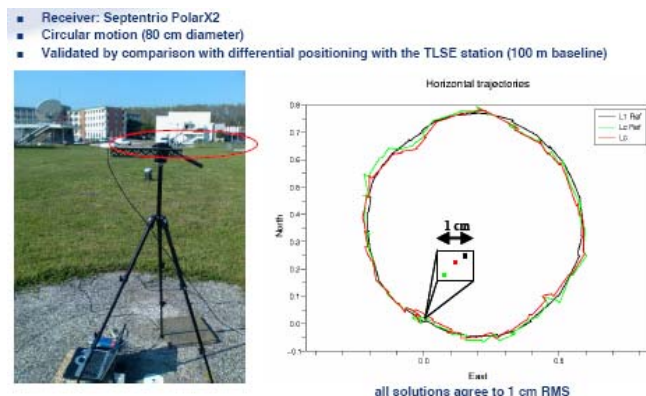 Receiver: Septentrio PolarX2
Circular motion (80 cm diameter)
Validated by comparison with differential positioning with the TLSE station (100 m baseline)
Horizontal trajectories
L1 Ref
Lc Ref
Lc
0.8
0.7
0.6
0.5
0.4
0.3
0.2
0.1
0.0
-0.1
North
1 cm
0.0
0.5
East
all solutions agree to 1 cm RMS